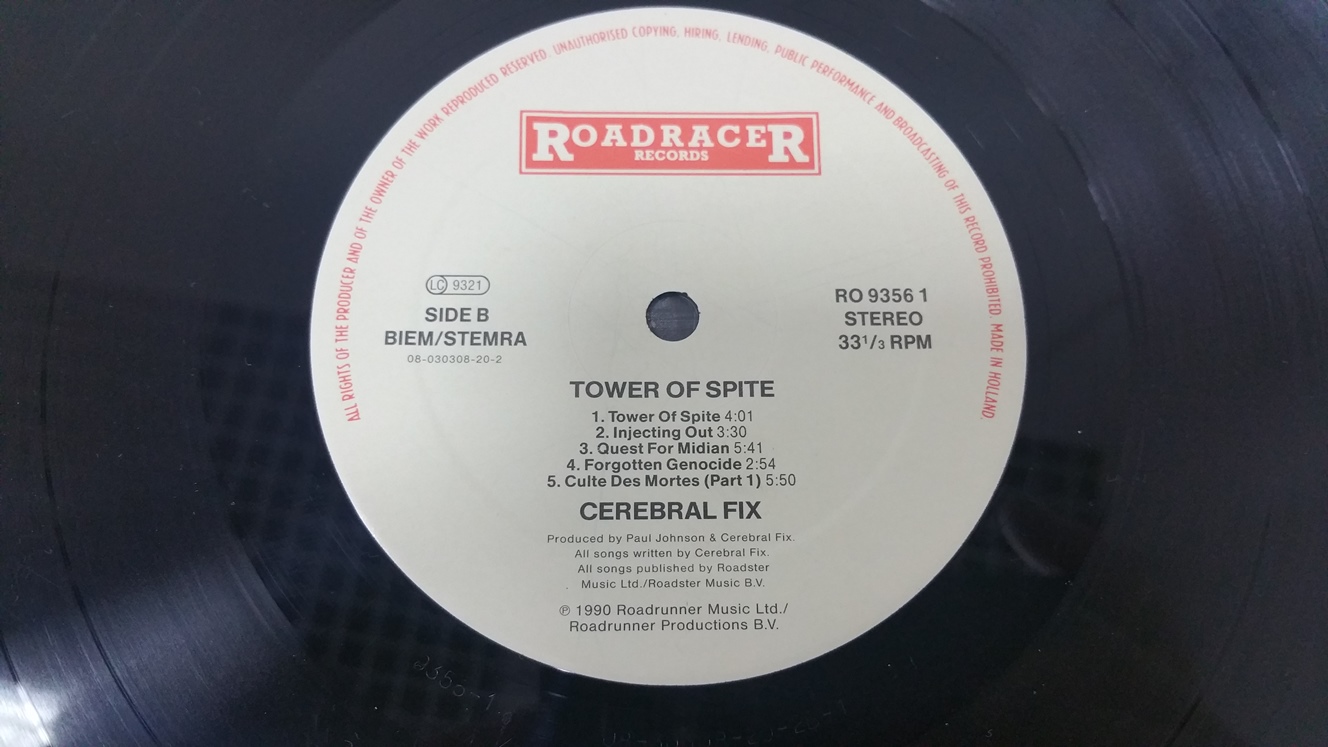 ALL RIGHTS OF THE PRODUCER AND OF THE OWNER OF THE WORK REPRODUCED RESERVED. UNAUTHORISED COPYING, HIRING, LENDING, PUBLIC PERFORMANCE AND BROADCASTING OF THIS RECORD PROHIBITED. MADE IN HOLLAND
ROADRACER
RECORDS
LC 9321
SIDE B
BIEM/STEMRA
08-030308-20-2
RO 9356 1
STEREO
33 1/3 RPM
TOWER OF SPITE
1. Tower Of Spite 4:01
2. Injecting Out 3:30
3. Quest For Midian 5:41
4. Forgotten Genocide 2:54
5. Culte Des Mortes (Part 1) 5:50
CEREBRAL FIX
Produced by Paul Johnson & Cerebral Fix.
All songs written by Cerebral Fix.
All songs published by Roadster
Music Ltd./Roadster Music B.V.
℗ 1990 Roadrunner Music Ltd./
Roadrunner Productions B.V.